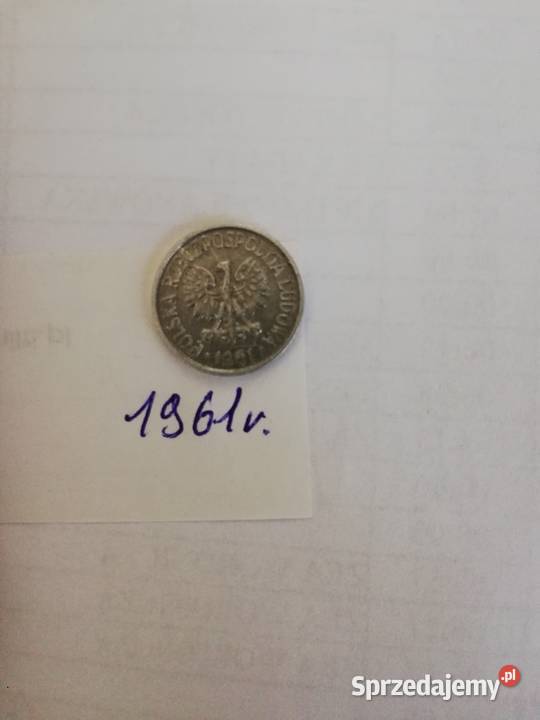 POLSKA RZECZPOSPOLITA LUDOWA
1961
1961r.
Sprzedajemy.pl